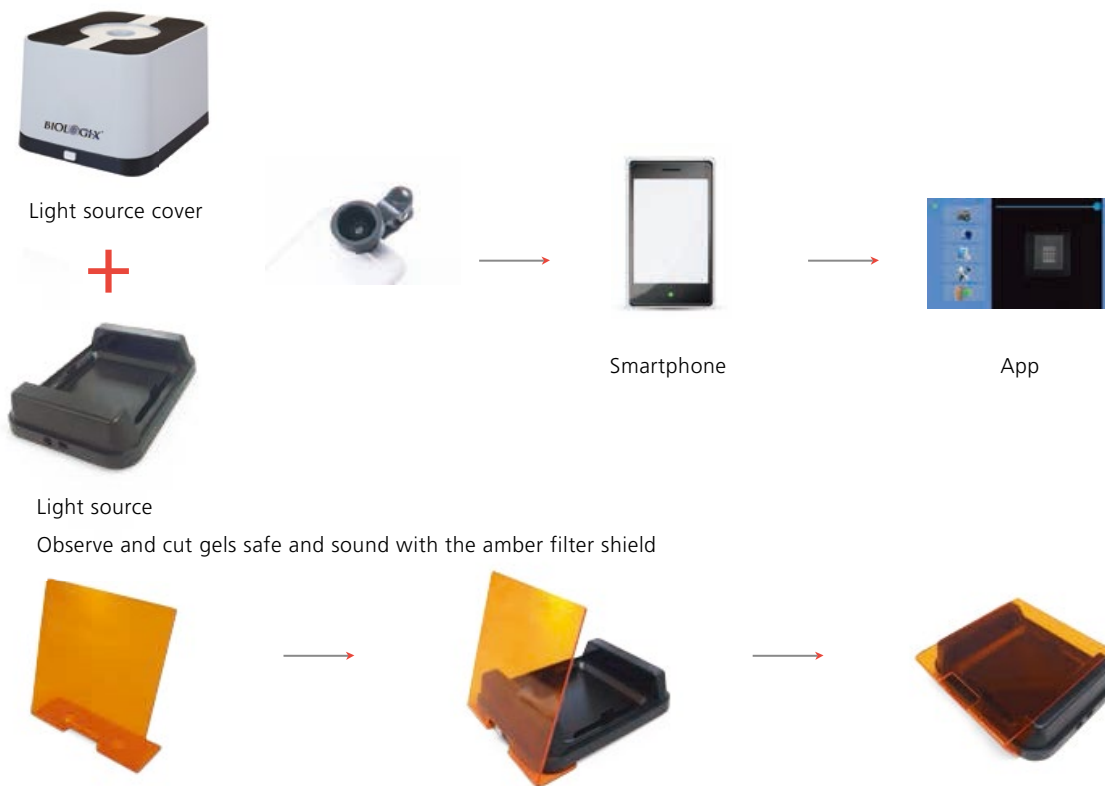 BIOLOGIX
Light source cover
Smartphone
App
Light source
Observe and cut gels safe and sound with the amber filter shield